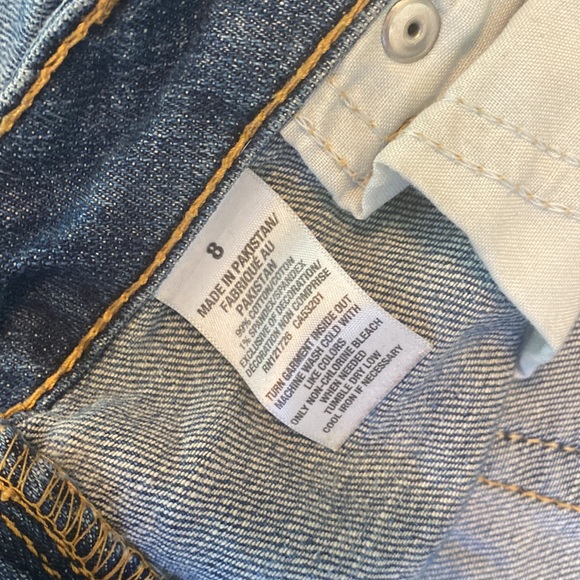 8
MADE IN PAKISTAN/
FABRIQUÉ AU
PAKISTAN
99% COTTON/COTON
1% SPANDEX/SPANDEX
EXCLUSIVE OF DECORATION/
DECORATION NON COMPRISE
RN121726 CA53201
TURN GARMENT INSIDE OUT
MACHINE WASH COLD WITH
LIKE COLORS
ONLY NON-CHLORINE BLEACH
WHEN NEEDED
TUMBLE DRY LOW
COOL IRON IF NECESSARY